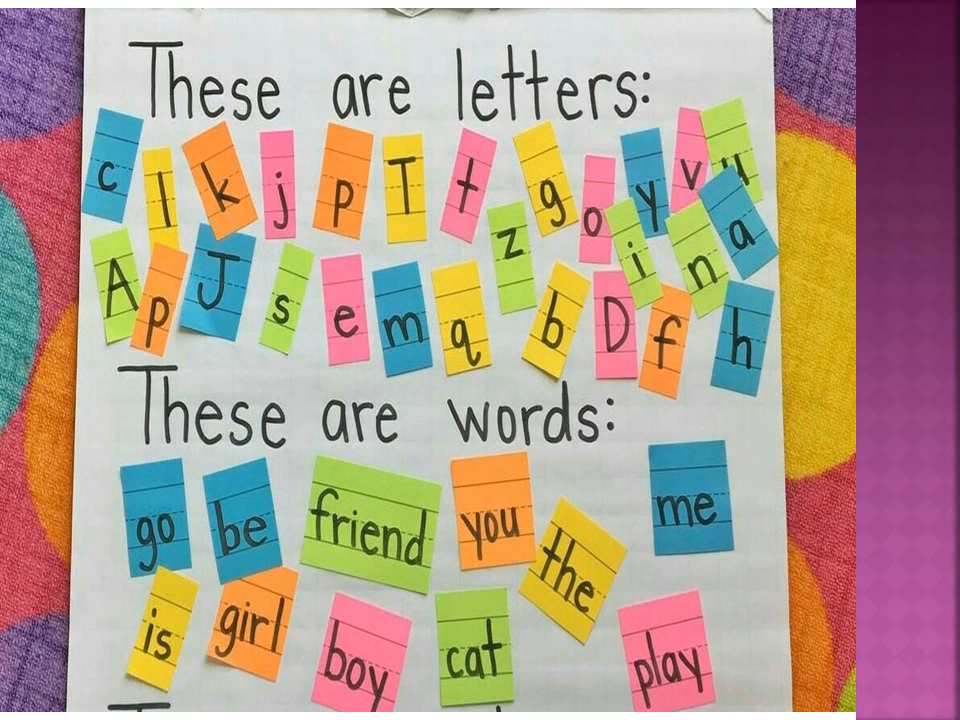 These are letters:
c l k j p T t g o y v u
A p J s e m q z b i D f n a h
These are words:
go be friend you the me
is girl boy cat play